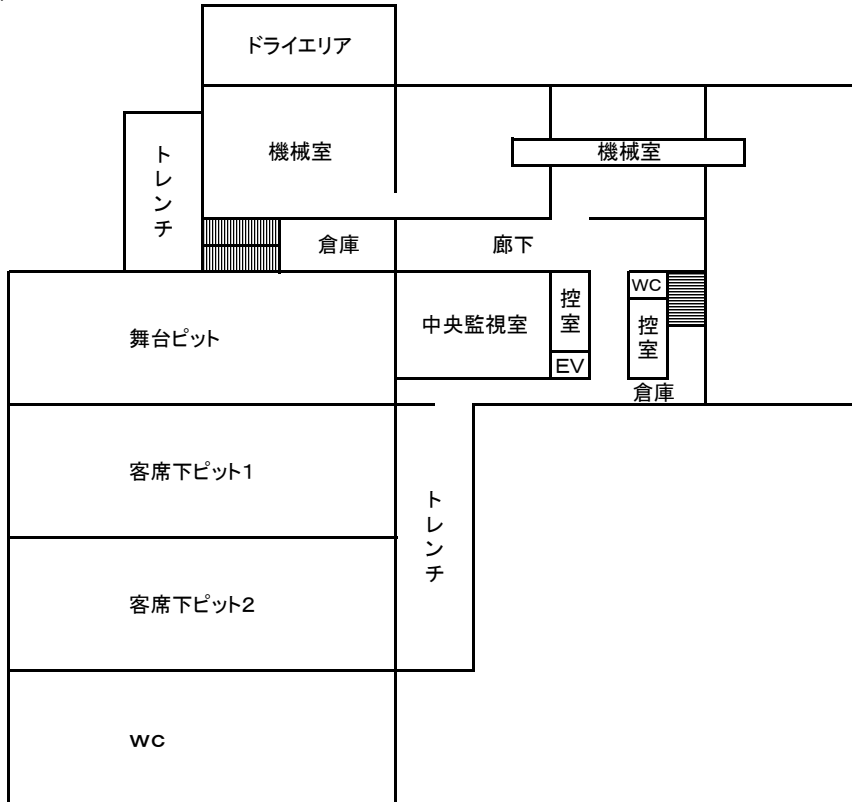 ドライエリア
トレンチ
機械室
機械室
倉庫
廊下
舞台ピット
中央監視室
控室
EV
WC
控室
倉庫
客席下ピット1
トレンチ
客席下ピット2
WC